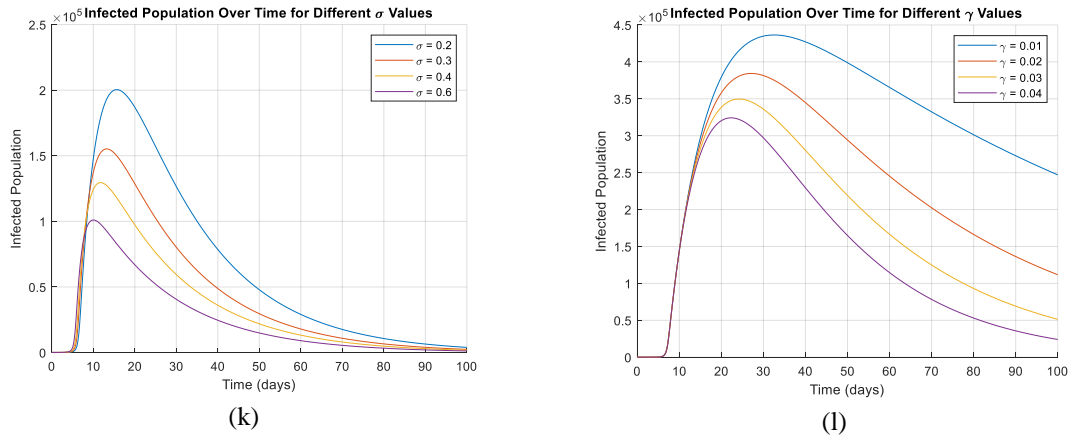 Infected Population Over Time for Different σ Values
×10^5
2.5
2
1.5
1
0.5
0
Infected Population
0 10 20 30 40 50 60 70 80 90 100
Time (days)
σ = 0.2
σ = 0.3
σ = 0.4
σ = 0.6
(k)
Infected Population Over Time for Different γ Values
×10^5
4.5
4
3.5
3
2.5
2
1.5
1
0.5
0
Infected Population
0 10 20 30 40 50 60 70 80 90 100
Time (days)
γ = 0.01
γ = 0.02
γ = 0.03
γ = 0.04
(l)